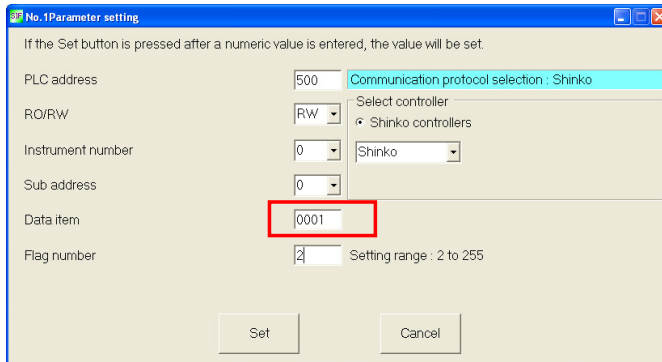 SIF No.1Parameter setting
If the Set button is pressed after a numeric value is entered, the value will be set.
PLC address 500 Communication protocol selection : Shinko
Select controller
RO/RW RW Shinko controllers
Instrument number 0 Shinko
Sub address 0
Data item 0001
Flag number 2 Setting range : 2 to 255
Set Cancel